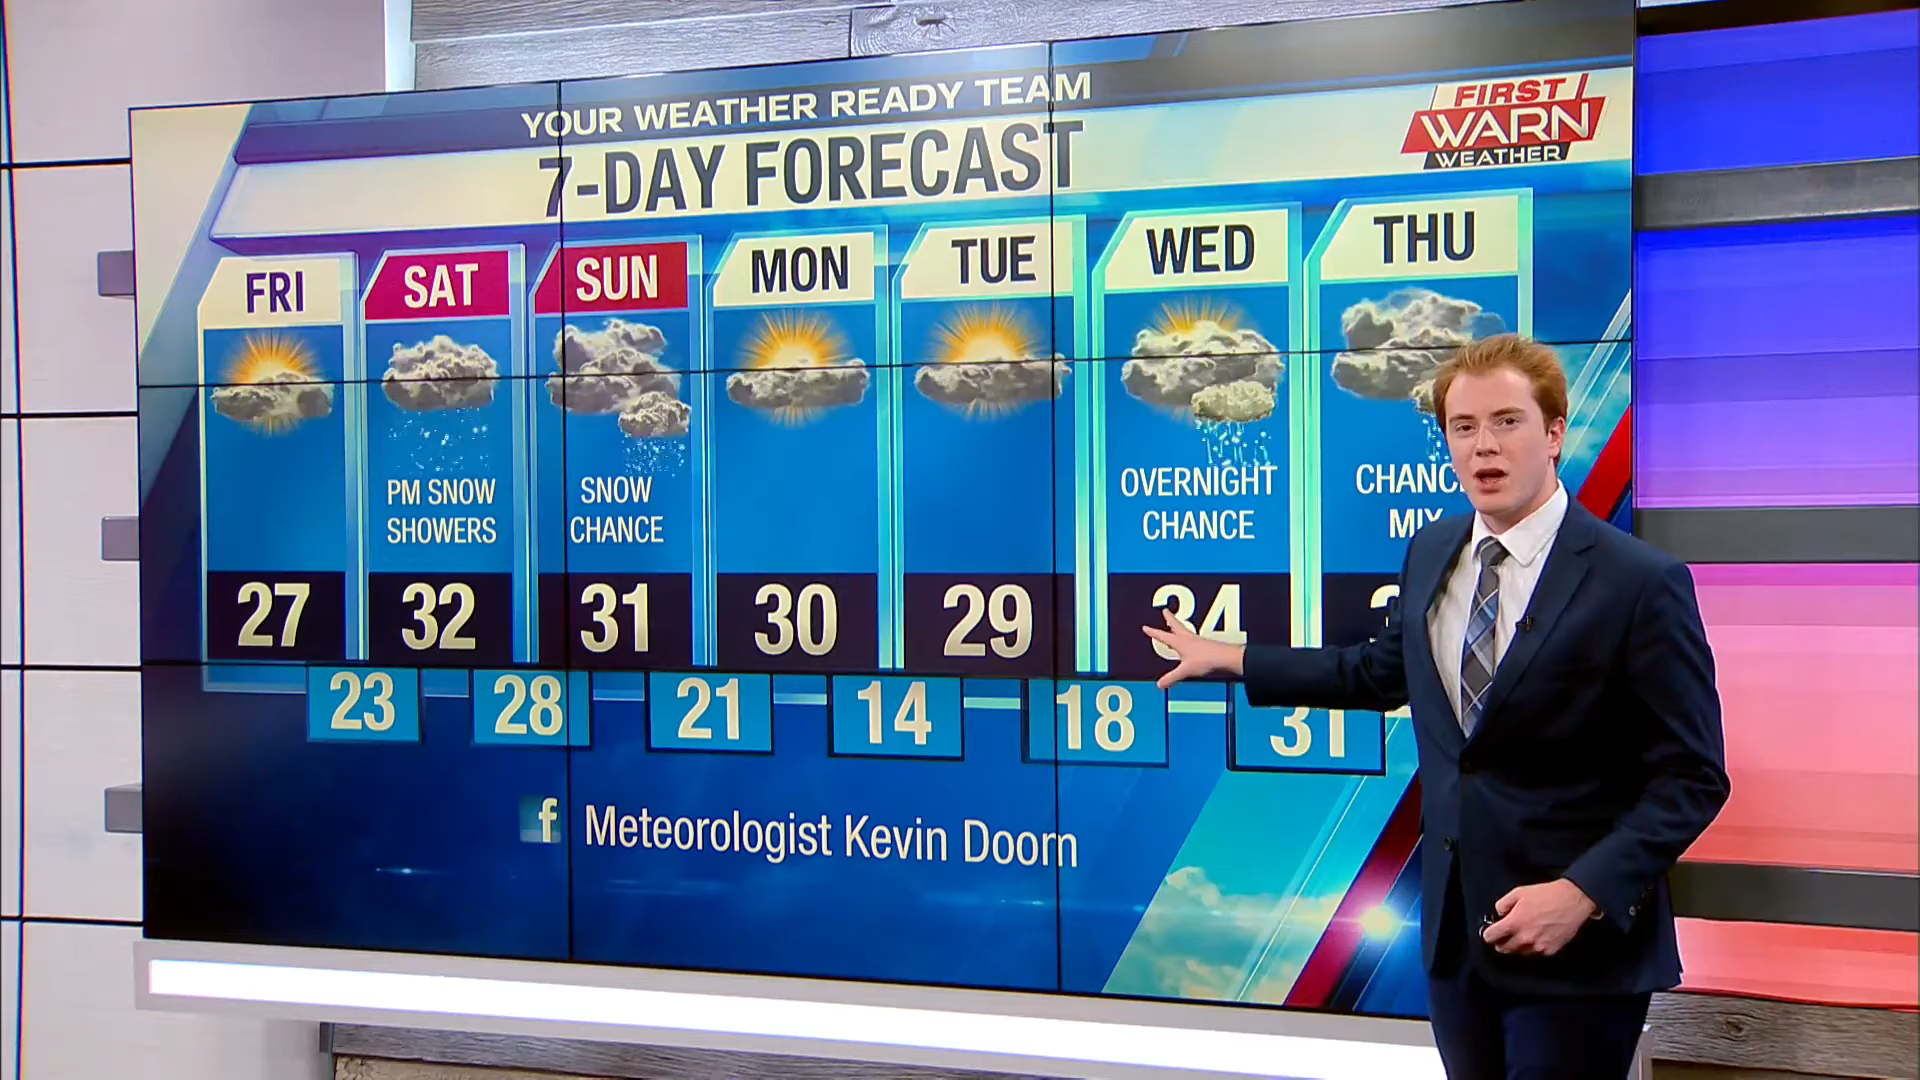 YOUR WEATHER READY TEAM
7-DAY FORECAST
FIRST
WARN
WEATHER
FRI
SAT
SUN
MON
TUE
WED
THU
PM SNOW
SHOWERS
SNOW
CHANCE
OVERNIGHT
CHANCE
MIX
27
32
31
30
29
34
23
28
21
14
18
31
f
Meteorologist Kevin Doorn